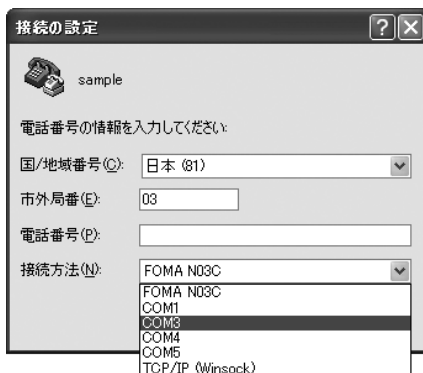 接続の設定
sample
電話番号の情報を入力してください:
国/地域番号(C): 日本 (81)
市外局番(E): 03
電話番号(P):
接続方法(N): FOMA N03C
FOMA N03C
COM1
COM3
COM4
COM5
TCP/IP (Winsock)